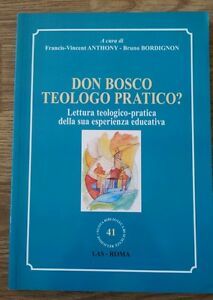 A cura di
Francis-Vincent ANTHONY - Bruno BORDIGNON
DON BOSCO
TEOLOGO PRATICO?
Lettura teologico-pratica
della sua esperienza educativa
41
LAS - ROMA